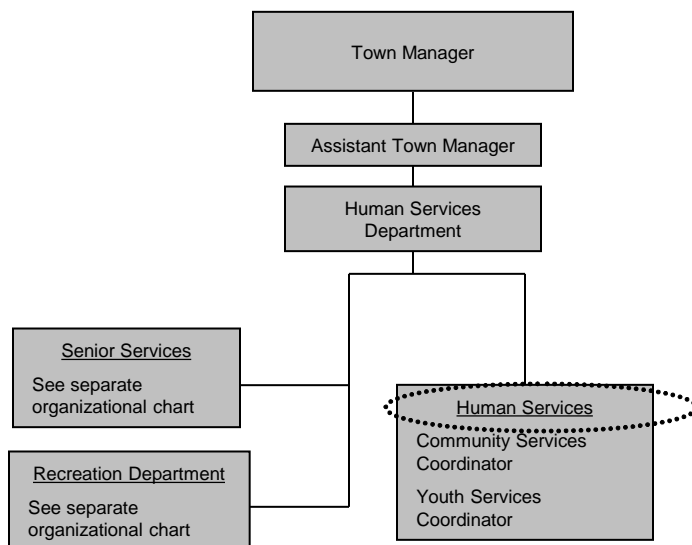 Town Manager
Assistant Town Manager
Human Services
Department
Senior Services
See separate
organizational chart
Recreation Department
See separate
organizational chart
Human Services
Community Services
Coordinator
Youth Services
Coordinator